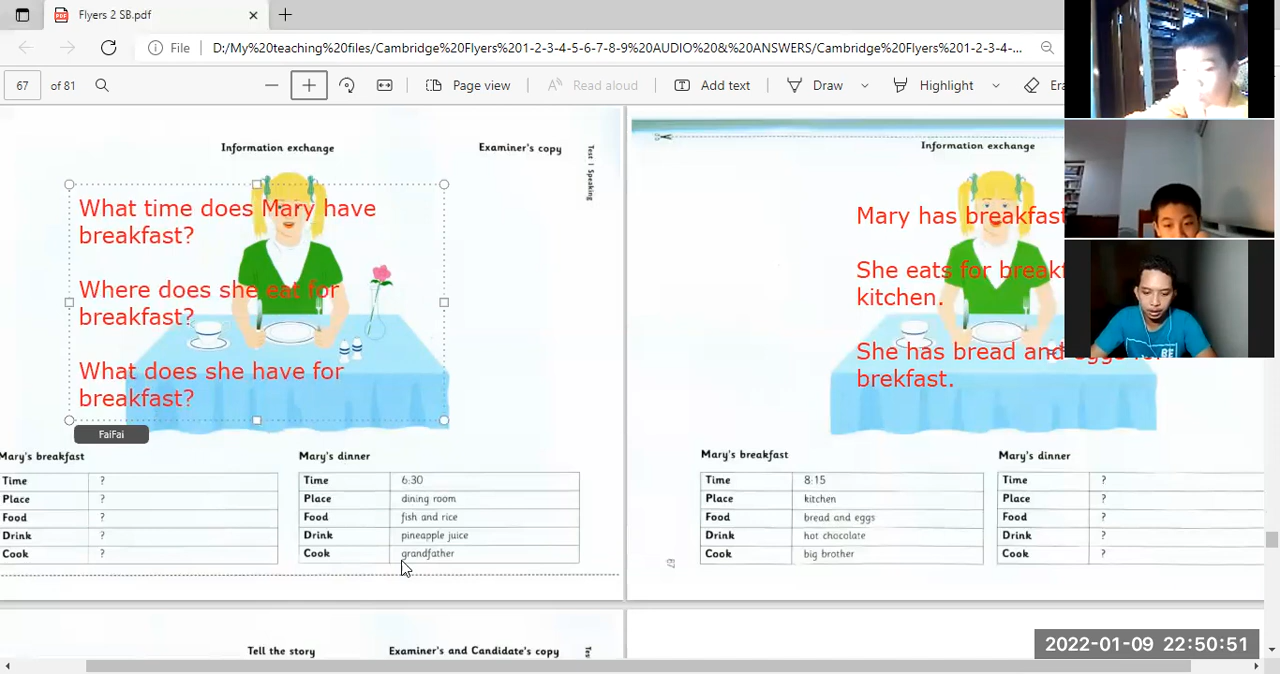 Flyers 2 SB.pdf
File D:/My%20teaching%20files/Cambridge%20Flyers%201-2-3-4-5-6-7-8-9%20AUDIO%20&%20ANSWERS/Cambridge%20Flyers%201-2-3-4-...
67 of 81 Page view Read aloud Add text Draw Highlight
Information exchange Examiner's copy
Test 1 Speaking
What time does Mary have
breakfast?
Where does she eat for
breakfast?
What does she have for
breakfast?
FaiFai
Mary's breakfast
Time ?
Place ?
Food ?
Drink ?
Cook ?
Mary's dinner
Time 6:30
Place dining room
Food fish and rice
Drink pineapple juice
Cook grandfather
Information exchange
Mary has breakfast
She eats for
kitchen.
She has bread and
brekfast.
Mary's breakfast
Time 8:15
Place kitchen
Food bread and eggs
Drink hot chocolate
Cook big brother
Mary's dinner
Time ?
Place ?
Food ?
Drink ?
Cook ?
67
Tell the story Examiner's and Candidate's copy
2022-01-09 22:50:51